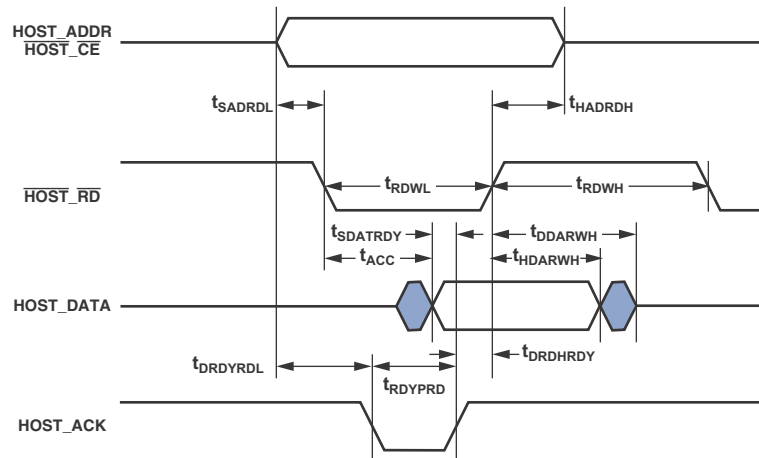 HOST_ADDR
HOST_CE
tSADRDL
tHADRDH
HOST_RD
tRDWL
tRDWH
tSDATRDY
tDDARWH
tACC
tHDARWH
HOST_DATA
tDRDYRDL
tRDYPRD
tDRDHRDY
HOST_ACK